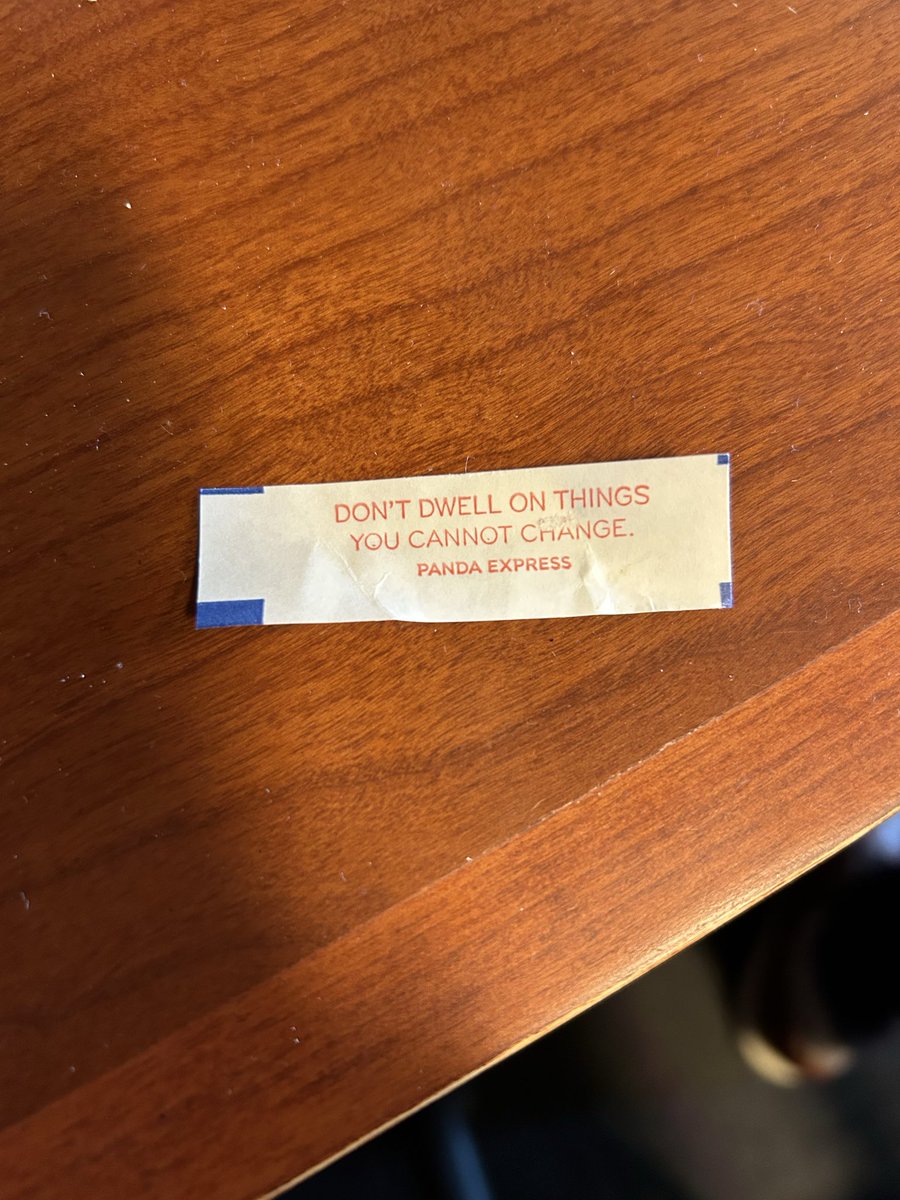 DON'T DWELL ON THINGS
YOU CANNOT CHANGE.
PANDA EXPRESS